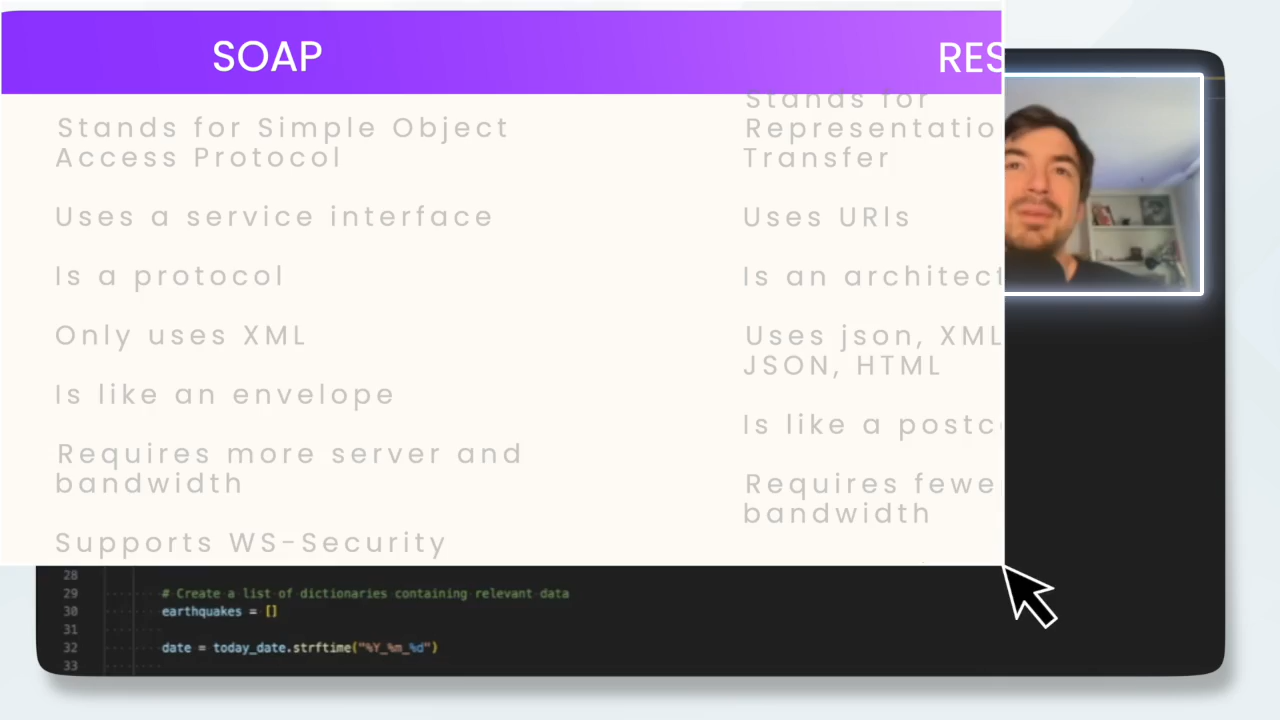 SOAP
Stands for Simple Object
Access Protocol
Uses a service interface
Is a protocol
Only uses XML
Is like an envelope
Requires more server and
bandwidth
Supports WS-Security
RES
Stands for
Representatio
Transfer
Uses URIs
Is an architect
Uses json, XML
JSON, HTML
Is like a postc
Requires fewe
bandwidth
28
29 # Create a list of dictionaries containing relevant data
30 earthquakes = []
31
32 date = today_date.strftime("%Y_%m_%d")
33